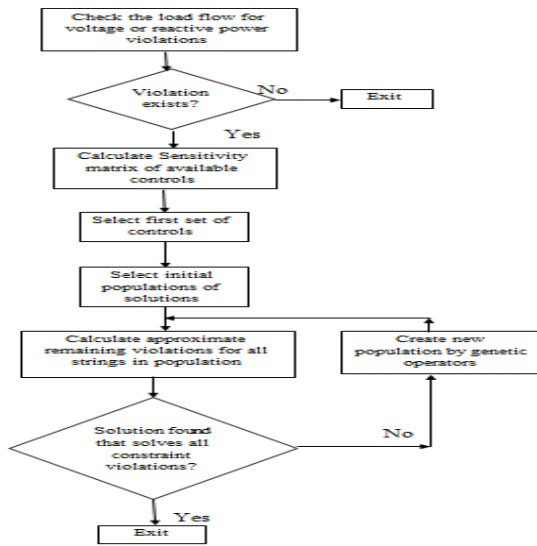 Check the load flow for
voltage or reactive power
violations
Violation
exists?
No
Exit
Yes
Calculate Sensitivity
matrix of available
controls
Select first set of
controls
Select initial
populations of
solutions
Calculate approximate
remaining violations for all
strings in population
Create new
population by genetic
operators
Solution found
that solves all
constraint
violations?
No
Yes
Exit